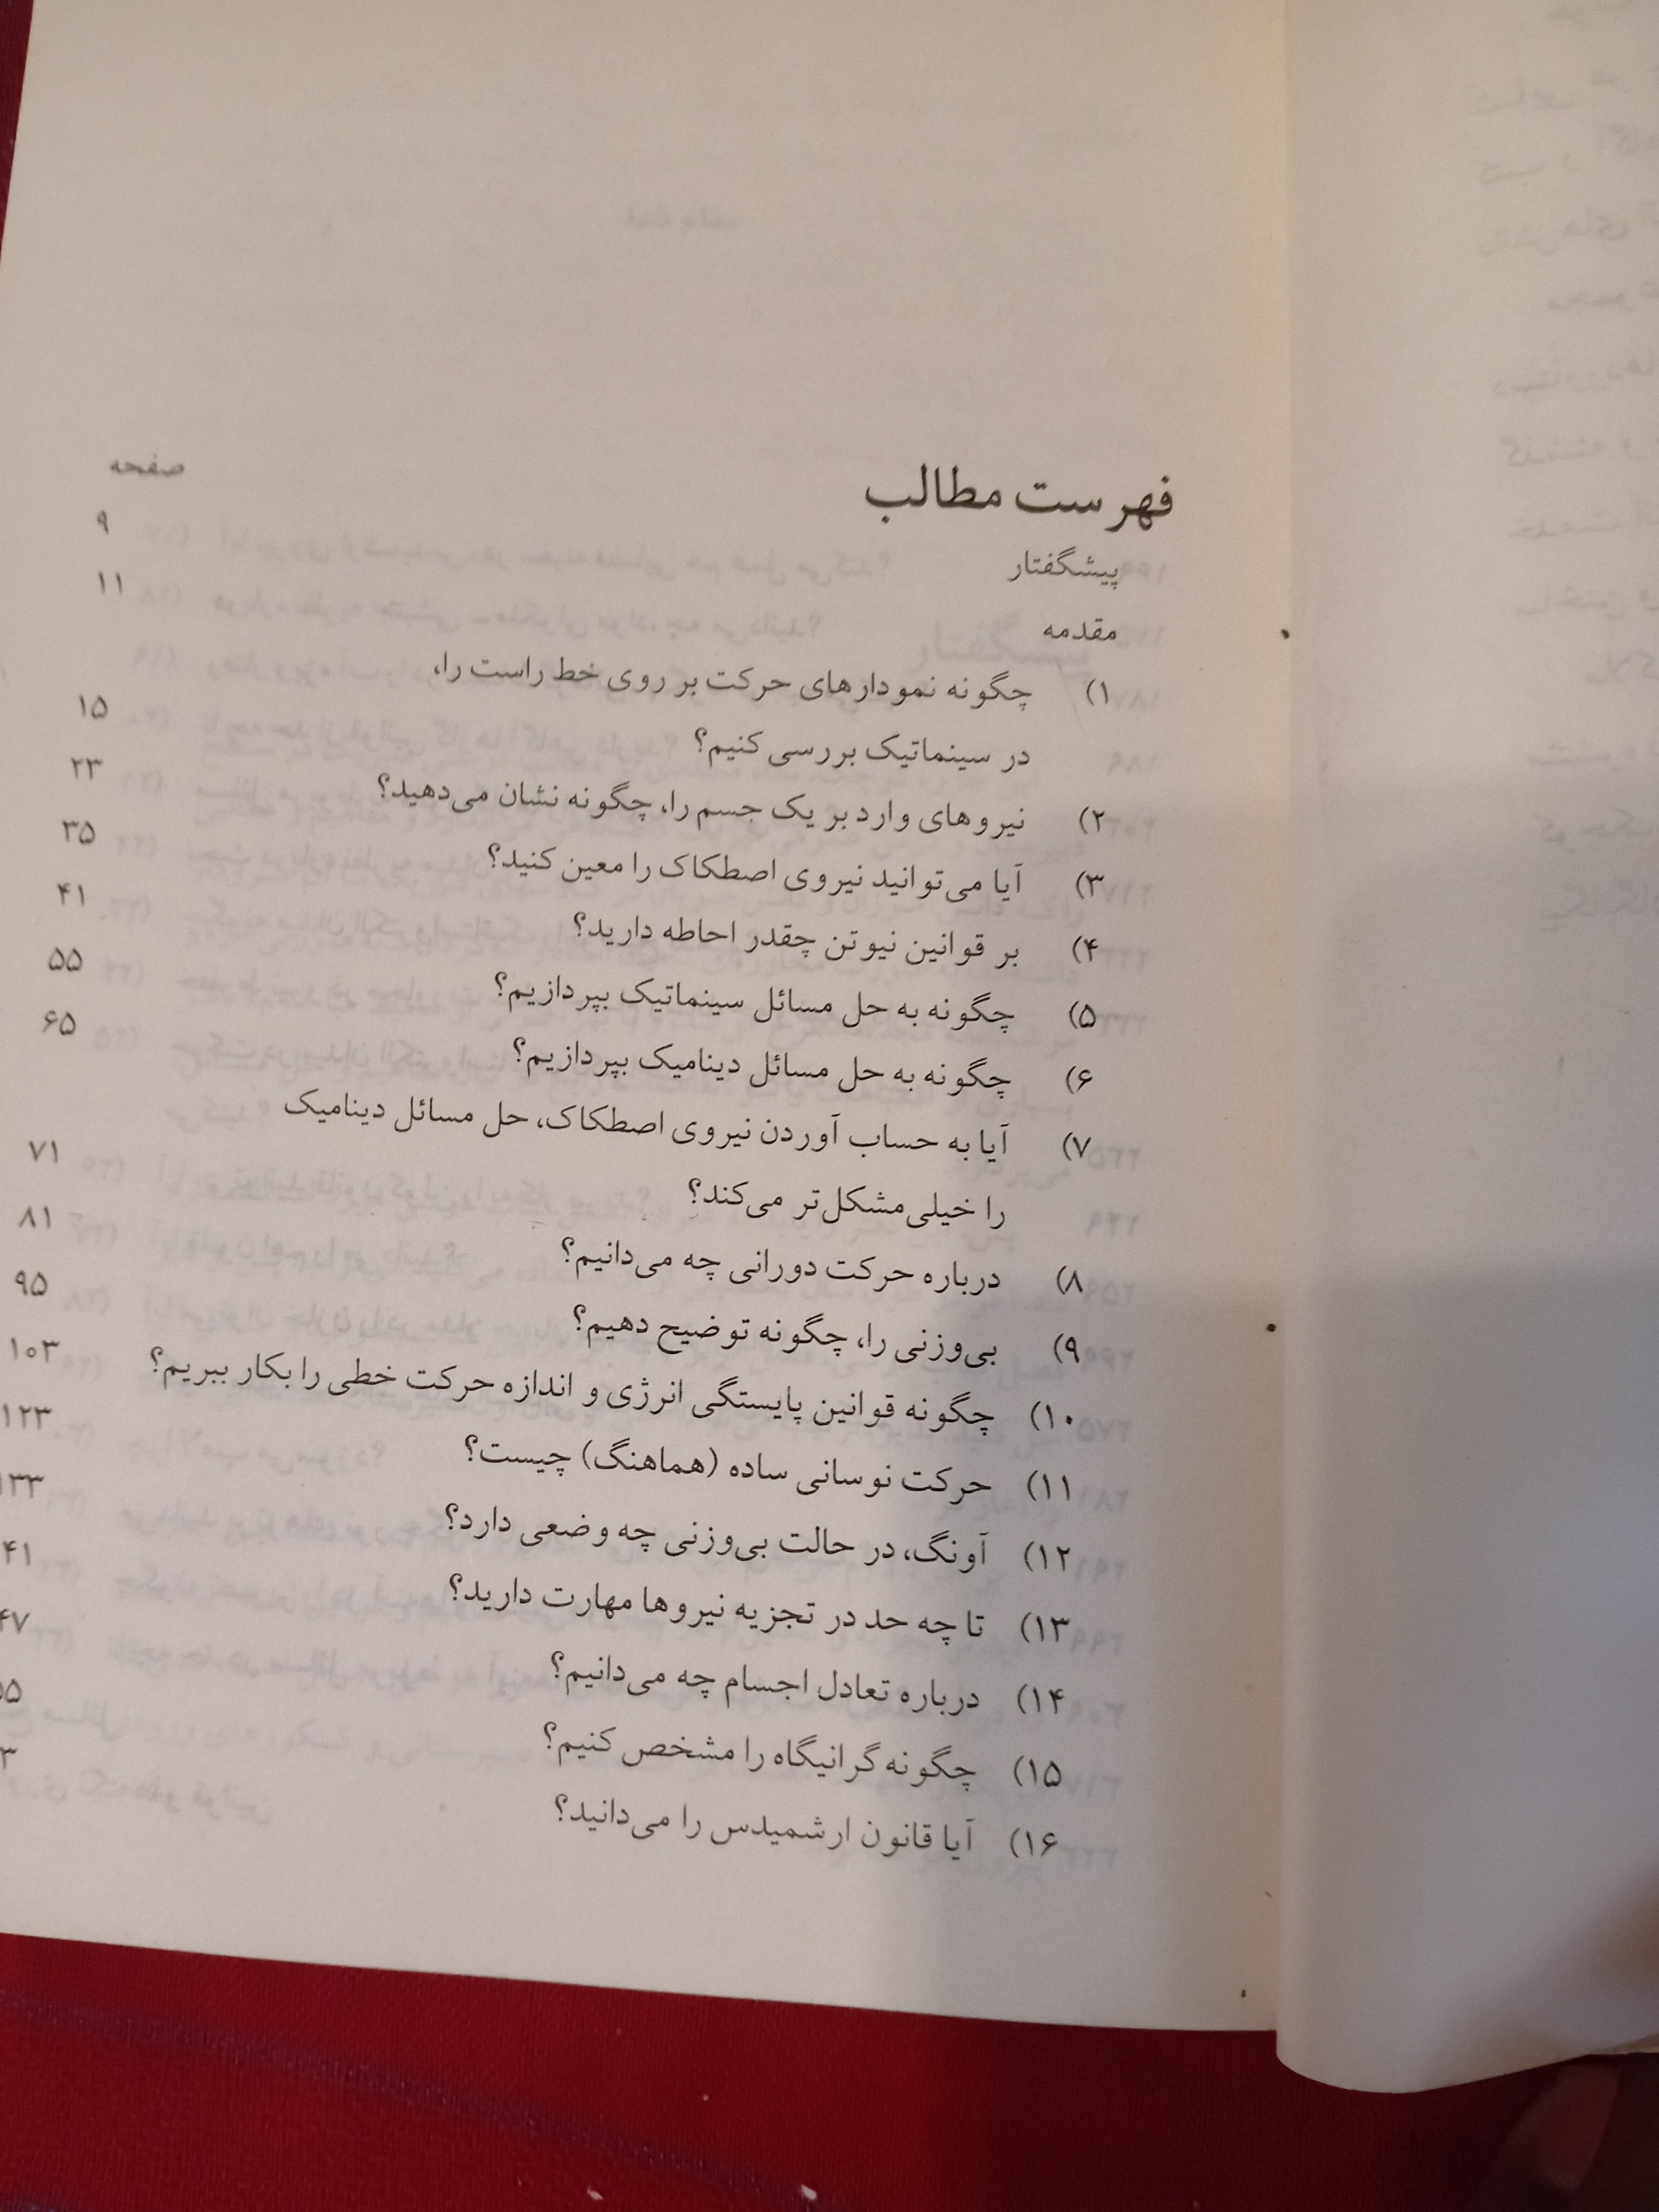 فهرست مطالب
صفحه
پیشگفتار ۹
مقدمه ۱۱
۱) چگونه نمودارهای حرکت بر روی خط راست را،
در سینماتیک بررسی کنیم؟ ۱۵
۲) نیروهای وارد بر یک جسم را، چگونه نشان می‌دهید؟ ۲۳
۳) آیا می‌توانید نیروی اصطکاک را معین کنید؟ ۳۵
۴) بر قوانین نیوتن چقدر احاطه دارید؟ ۴۱
۵) چگونه به حل مسائل سینماتیک بپردازیم؟ ۵۵
۶) چگونه به حل مسائل دینامیک بپردازیم؟ ۶۵
۷) آیا به حساب آوردن نیروی اصطکاک، حل مسائل دینامیک
را خیلی مشکل‌تر می‌کند؟ ۷۱
۸) درباره حرکت دورانی چه می‌دانیم؟ ۸۱
۹) بی‌وزنی را، چگونه توضیح دهیم؟ ۹۵
۱۰) چگونه قوانین پایستگی انرژی و اندازه حرکت خطی را بکار ببریم؟ ۱۰۳
۱۱) حرکت نوسانی ساده (هماهنگ) چیست؟ ۱۲۳
۱۲) آونگ، در حالت بی‌وزنی چه وضعی دارد؟ ۱۳۳
۱۳) تا چه حد در تجزیه نیروها مهارت دارید؟ ۴۱
۱۴) درباره تعادل اجسام چه می‌دانیم؟ ۴۷
۱۵) چگونه گرانیگاه را مشخص کنیم؟ ۵۵
۱۶) آیا قانون ارشمیدس را می‌دانید؟ ۳